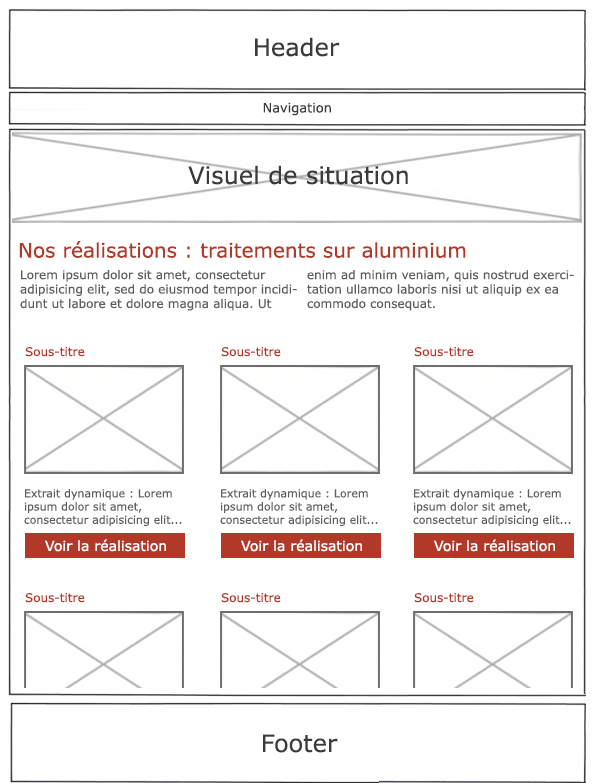 Header
Navigation
Visuel de situation
Nos réalisations : traitements sur aluminium
Lorem ipsum dolor sit amet, consectetur
adipisicing elit, sed do eiusmod tempor incidi-
dunt ut labore et dolore magna aliqua. Ut
enim ad minim veniam, quis nostrud exerci-
tation ullamco laboris nisi ut aliquip ex ea
commodo consequat.
Sous-titre
Extrait dynamique : Lorem
ipsum dolor sit amet,
consectetur adipisicing elit...
Voir la réalisation
Sous-titre
Extrait dynamique : Lorem
ipsum dolor sit amet,
consectetur adipisicing elit...
Voir la réalisation
Sous-titre
Extrait dynamique : Lorem
ipsum dolor sit amet,
consectetur adipisicing elit...
Voir la réalisation
Sous-titre
Sous-titre
Sous-titre
Footer